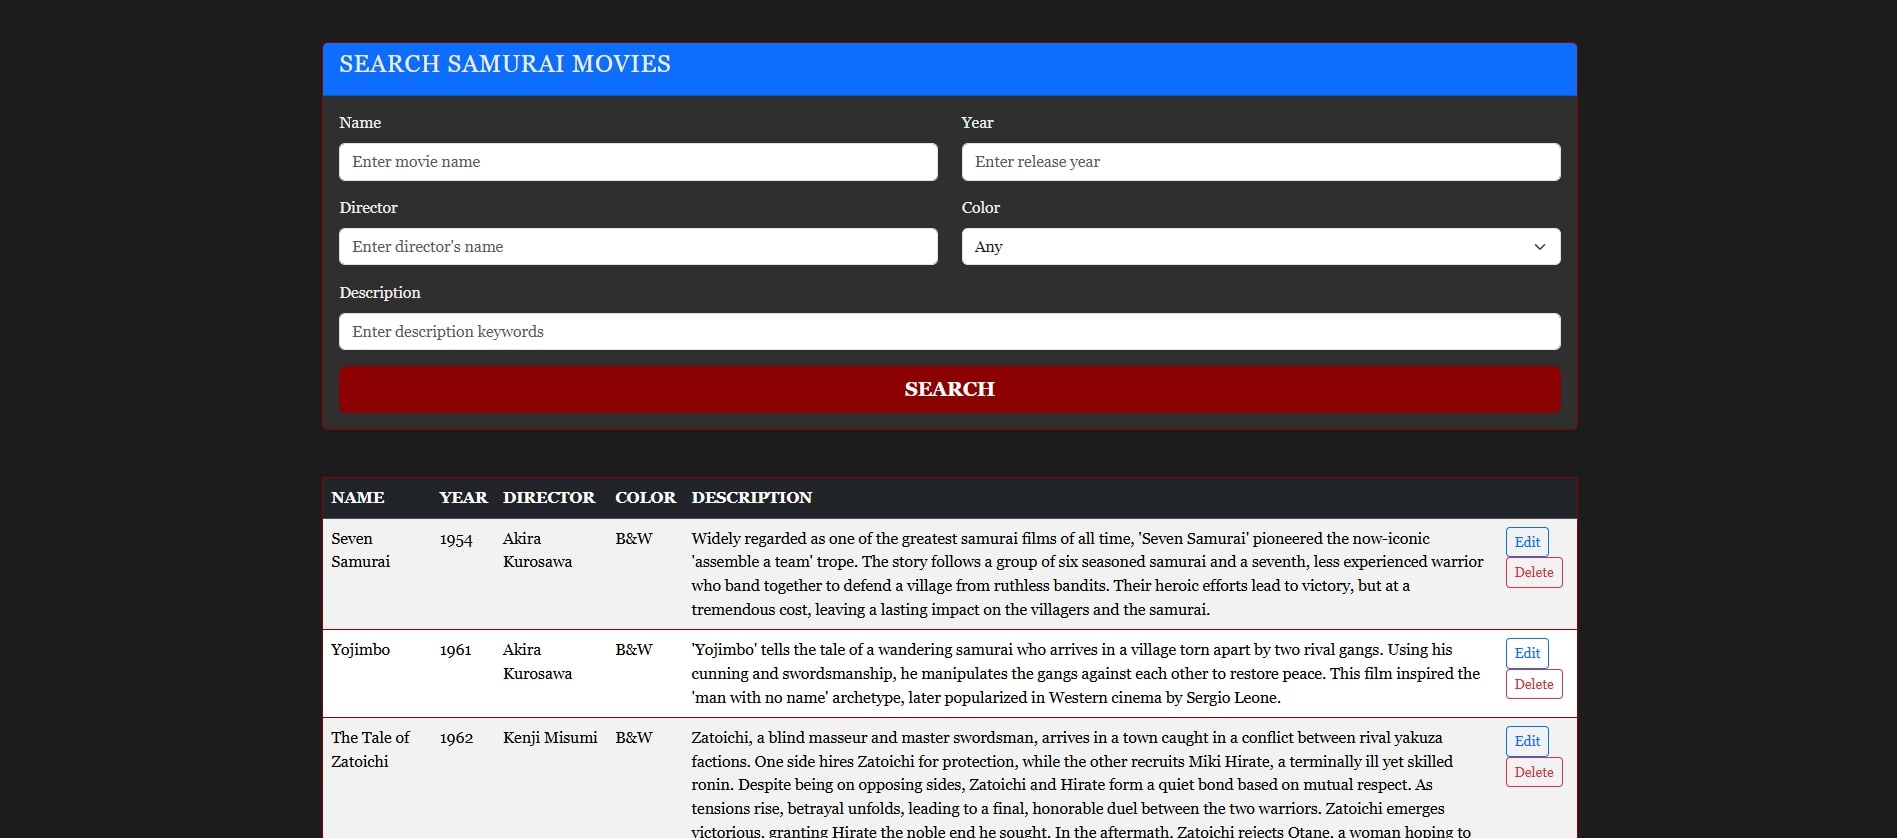 SEARCH SAMURAI MOVIES
Name
Year
Enter movie name
Enter release year
Director
Color
Enter director's name
Any
Description
Enter description keywords
SEARCH
NAME YEAR DIRECTOR COLOR DESCRIPTION
Seven Samurai
1954
Akira Kurosawa
B&W
Widely regarded as one of the greatest samurai films of all time, 'Seven Samurai' pioneered the now-iconic
'assemble a team' trope. The story follows a group of six seasoned samurai and a seventh, less experienced warrior
who band together to defend a village from ruthless bandits. Their heroic efforts lead to victory, but at a
tremendous cost, leaving a lasting impact on the villagers and the samurai.
Edit
Delete
Yojimbo
1961
Akira Kurosawa
B&W
'Yojimbo' tells the tale of a wandering samurai who arrives in a village torn apart by two rival gangs. Using his
cunning and swordsmanship, he manipulates the gangs against each other to restore peace. This film inspired the
'man with no name' archetype, later popularized in Western cinema by Sergio Leone.
Edit
Delete
The Tale of Zatoichi
1962
Kenji Misumi
B&W
Zatoichi, a blind masseur and master swordsman, arrives in a town caught in a conflict between rival yakuza
factions. One side hires Zatoichi for protection, while the other recruits Miki Hirate, a terminally ill yet skilled
ronin. Despite being on opposing sides, Zatoichi and Hirate form a quiet bond based on mutual respect. As
tensions rise, betrayal unfolds, leading to a final, honorable duel between the two warriors. Zatoichi emerges
victorious, granting Hirate the noble end he sought. In the aftermath, Zatoichi rejects Otane, a woman hoping to
Edit
Delete